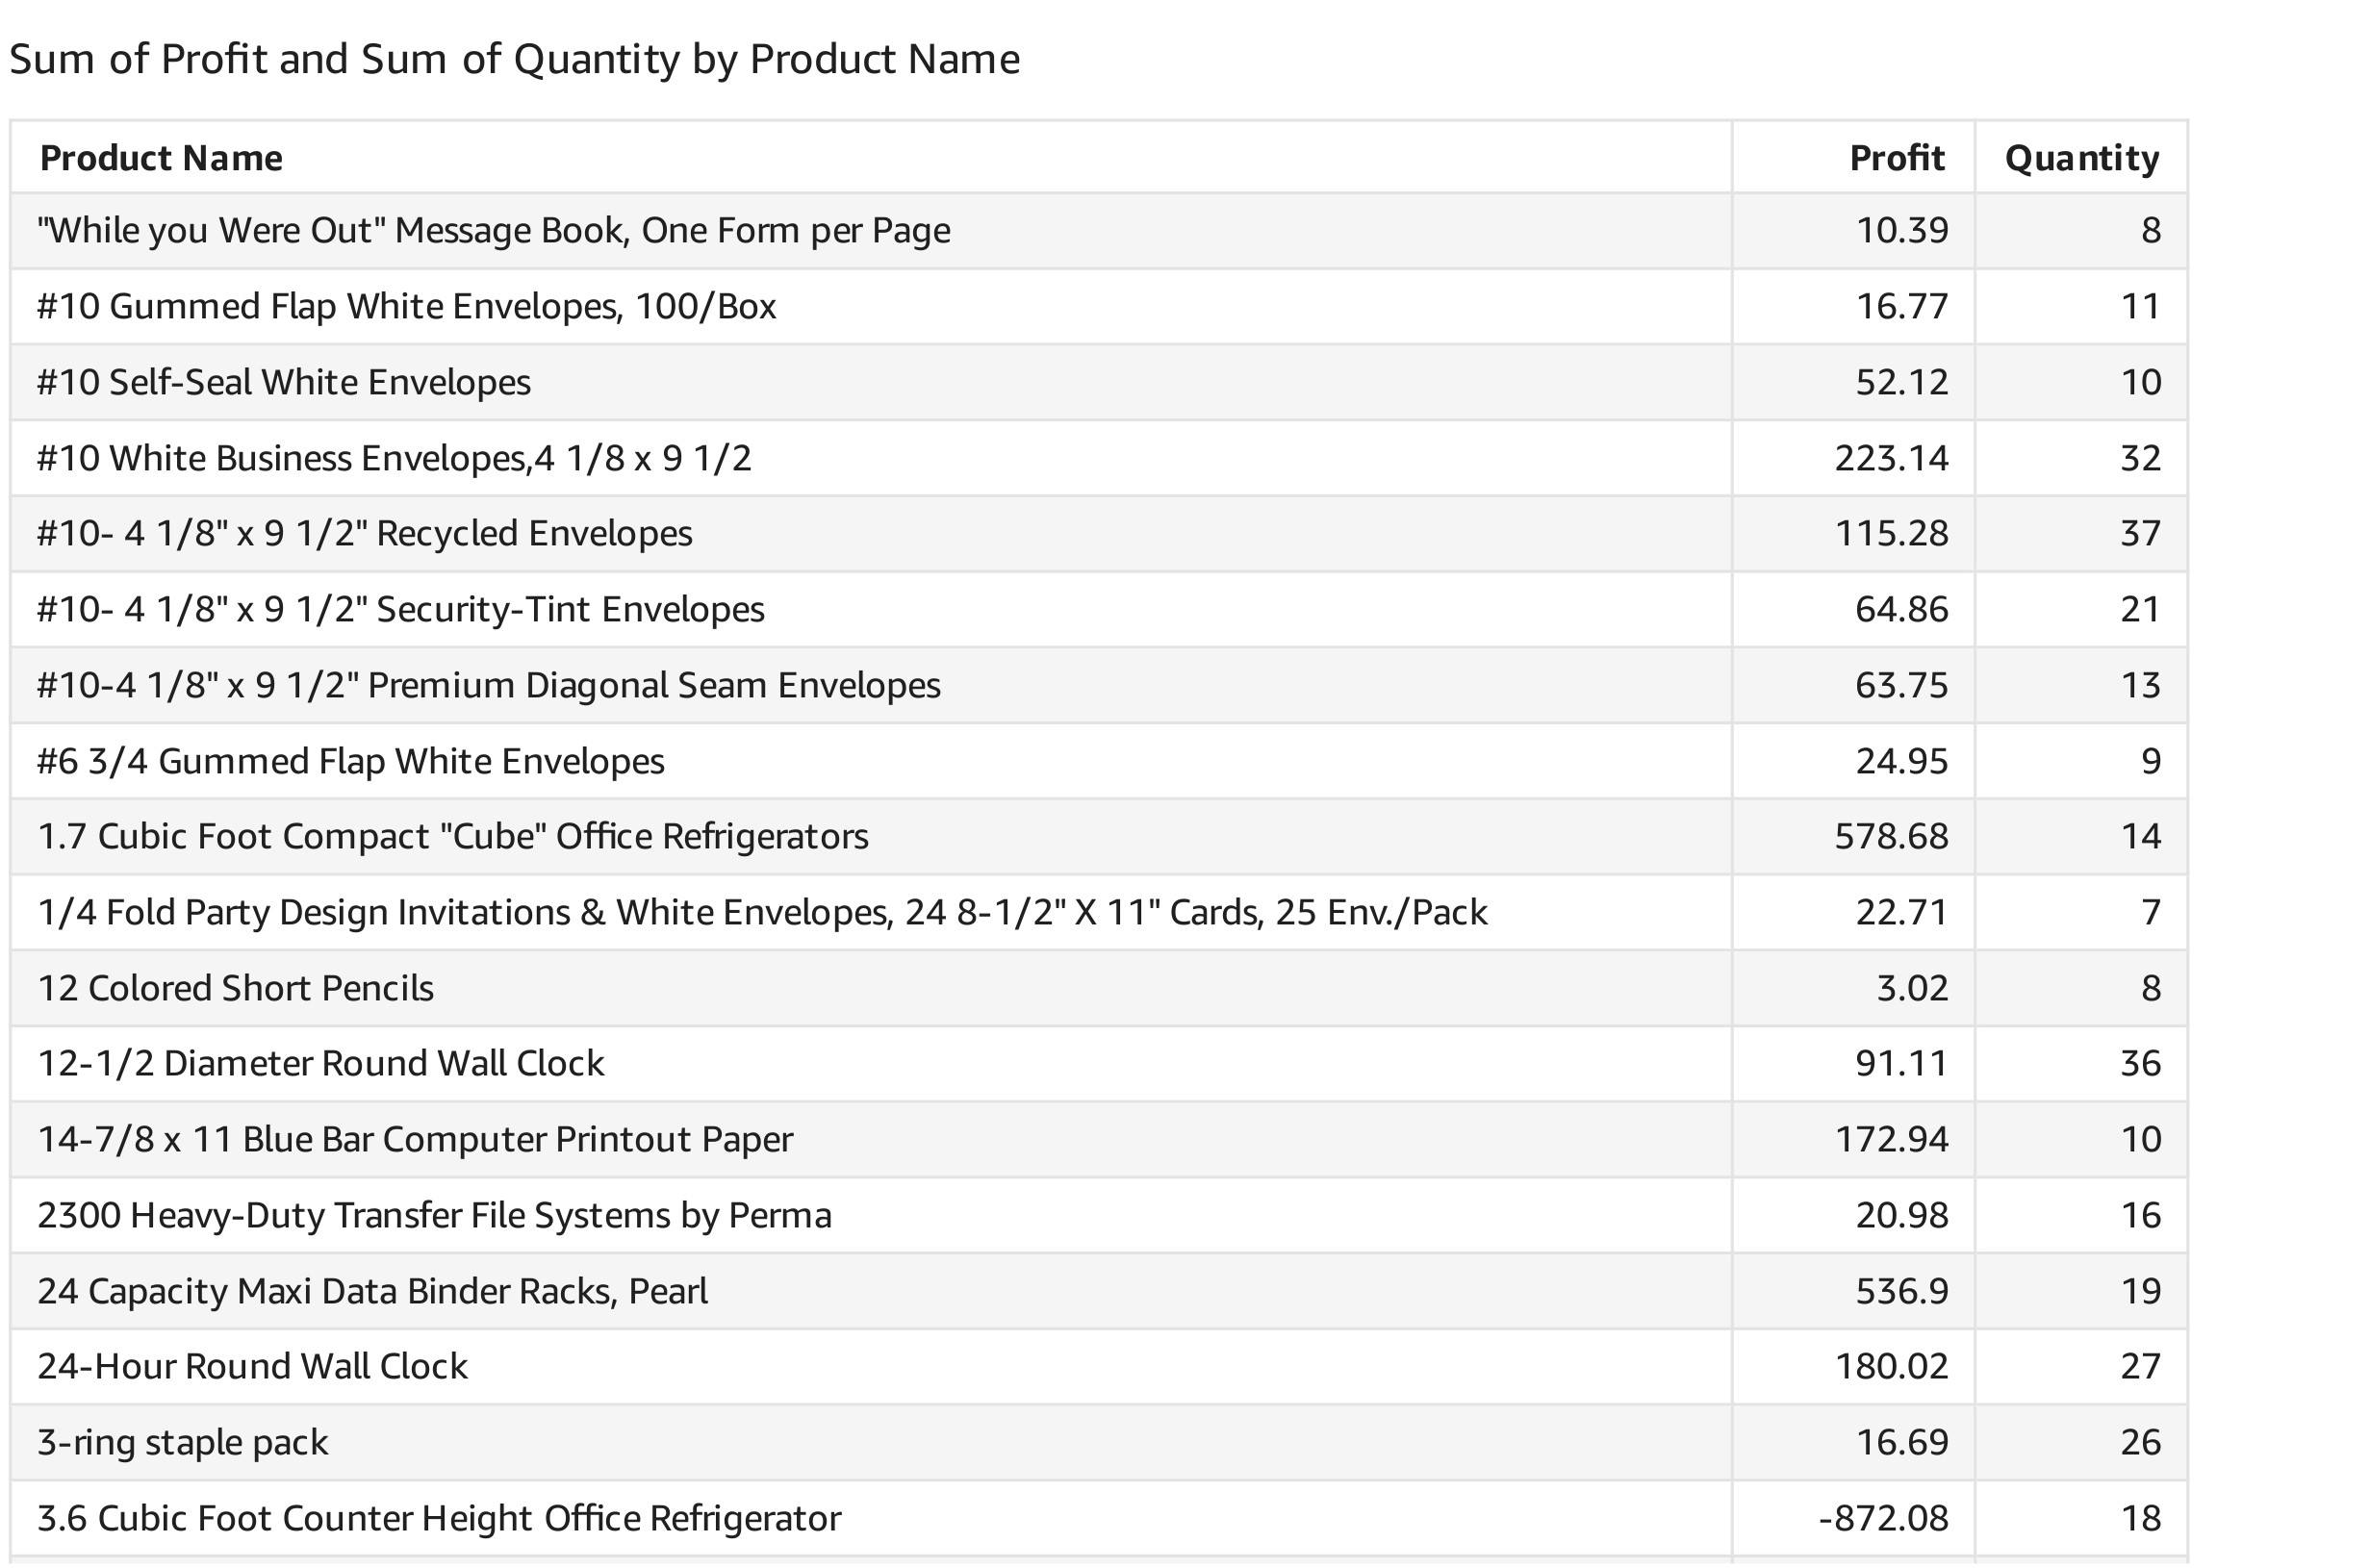 Sum of Profit and Sum of Quantity by Product Name
Product Name Profit Quantity
"While you Were Out" Message Book, One Form per Page 10.39 8
#10 Gummed Flap White Envelopes, 100/Box 16.77 11
#10 Self-Seal White Envelopes 52.12 10
#10 White Business Envelopes,4 1/8 x 9 1/2 223.14 32
#10- 4 1/8" x 9 1/2" Recycled Envelopes 115.28 37
#10- 4 1/8" x 9 1/2" Security-Tint Envelopes 64.86 21
#10-4 1/8" x 9 1/2" Premium Diagonal Seam Envelopes 63.75 13
#6 3/4 Gummed Flap White Envelopes 24.95 9
1.7 Cubic Foot Compact "Cube" Office Refrigerators 578.68 14
1/4 Fold Party Design Invitations & White Envelopes, 24 8-1/2" X 11" Cards, 25 Env./Pack 22.71 7
12 Colored Short Pencils 3.02 8
12-1/2 Diameter Round Wall Clock 91.11 36
14-7/8 x 11 Blue Bar Computer Printout Paper 172.94 10
2300 Heavy-Duty Transfer File Systems by Perma 20.98 16
24 Capacity Maxi Data Binder Racks, Pearl 536.9 19
24-Hour Round Wall Clock 180.02 27
3-ring staple pack 16.69 26
3.6 Cubic Foot Counter Height Office Refrigerator -872.08 18